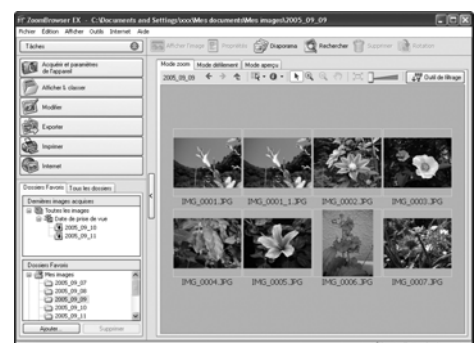 ZoomBrowser EX - C:\Documents and Settings\xxx\Mes documents\Mes images\2005_09_09
Fichier Edition Afficher Outils Internet Aide
Tâches
Afficher l'image Propriétés Diaporama Rechercher Supprimer Rotation
Acquérir et paramètres de l'appareil
Afficher & classer
Modifier
Exporter
Imprimer
Internet
Mode zoom Mode défilement Mode aperçu
2005_09_09 Outil de filtrage
IMG_0001.JPG IMG_0001_1.JPG IMG_0002.JPG IMG_0003.JPG
IMG_0004.JPG IMG_0005.JPG IMG_0006.JPG IMG_0007.JPG
Dossiers Favoris Tous les dossiers
Dernières images acquises
Toutes les images
Date de prise de vue
2005_09_10
2005_09_11
Dossiers Favoris
Mes images
2005_09_07
2005_09_08
2005_09_09
2005_09_10
2005_09_11
Ajouter... Supprimer